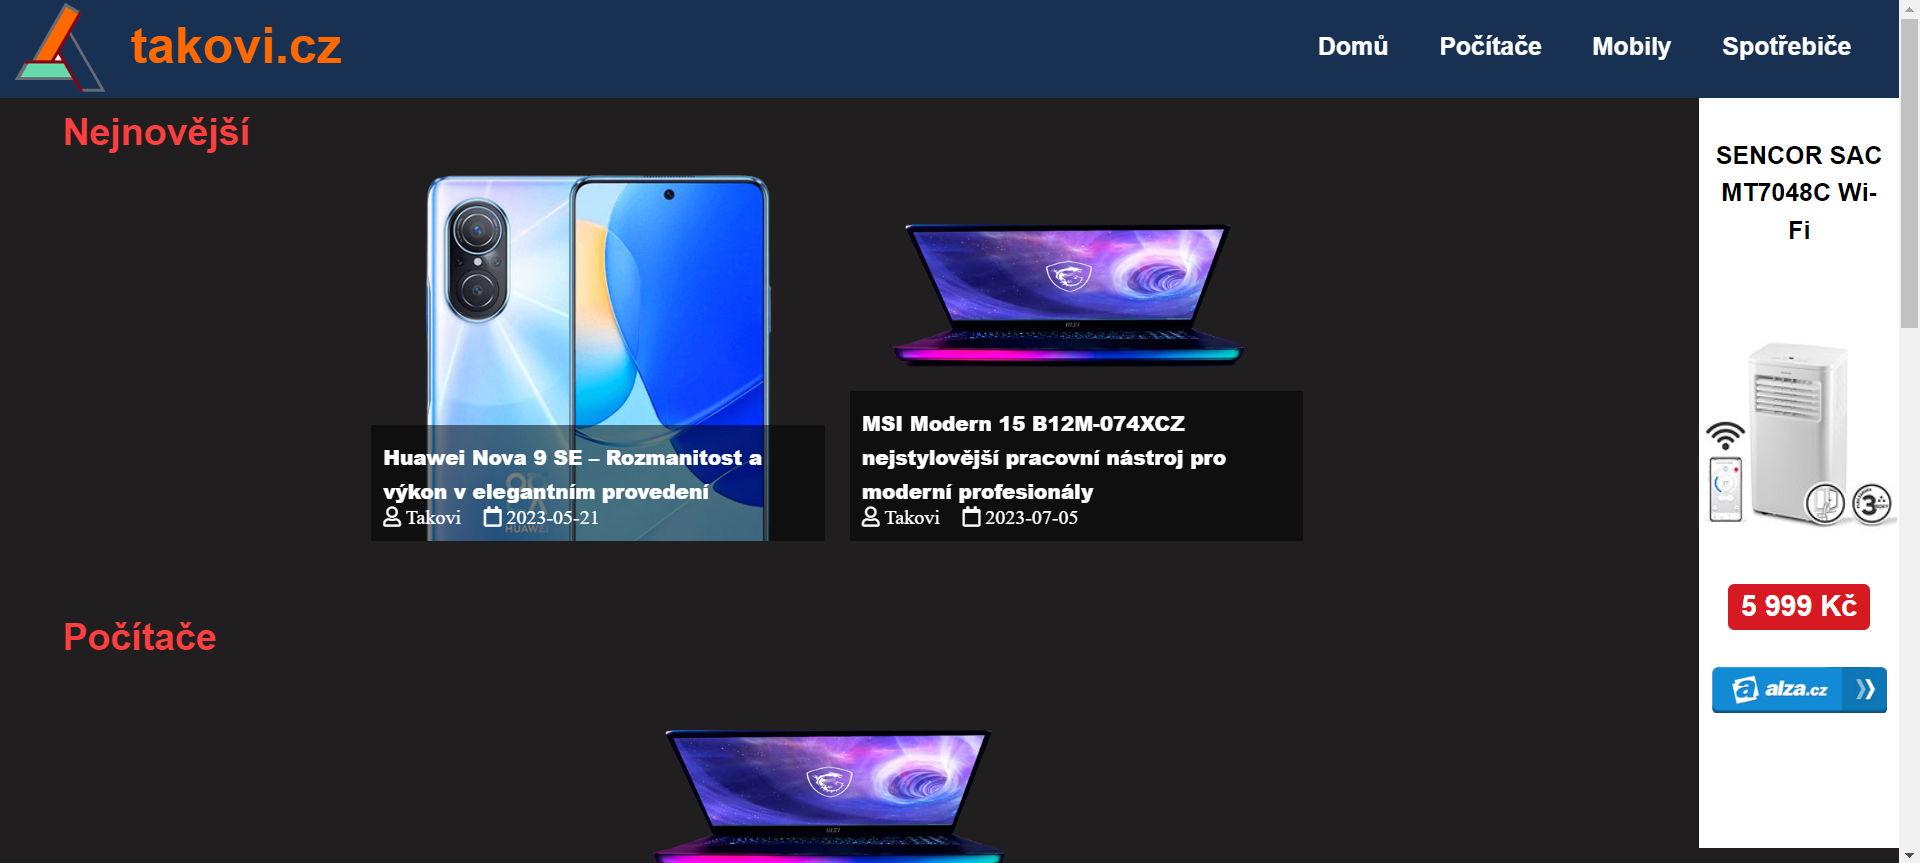 takovi.cz
Domů
Počítače
Mobily
Spotřebiče
Nejnovější
Huawei Nova 9 SE – Rozmanitost a
výkon v elegantním provedení
Takovi 2023-05-21
HUAWEI
MSI Modern 15 B12M-074XCZ
nejstylovější pracovní nástroj pro
moderní profesionály
Takovi 2023-07-05
Počítače
SENCOR SAC
MT7048C Wi-
Fi
3
5 999 Kč
alza.cz